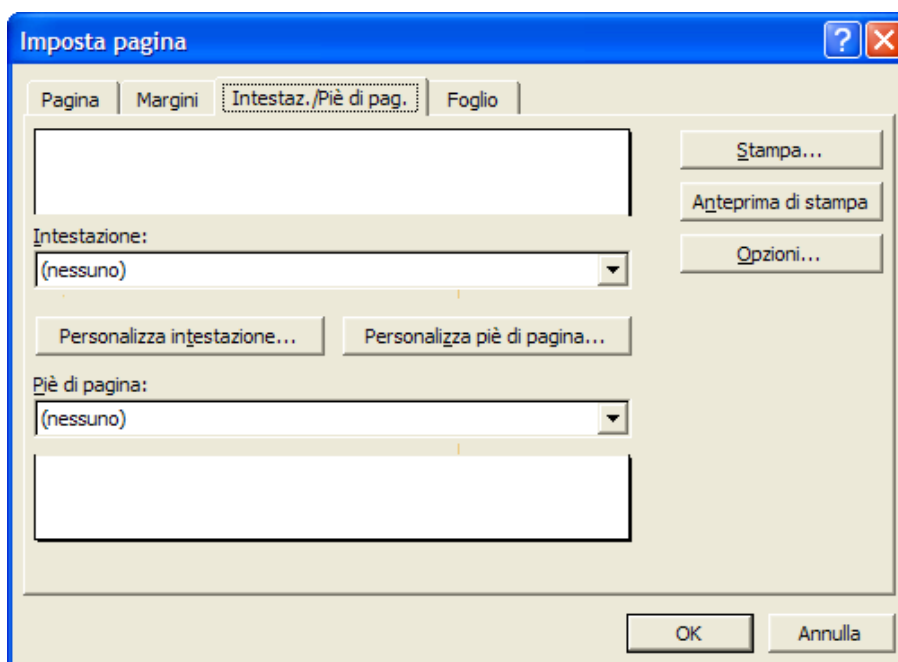 Imposta pagina
Pagina Margini Intestaz./Piè di pag. Foglio
Stampa...
Anteprima di stampa
Opzioni...
Intestazione:
(nessuno)
Personalizza intestazione... Personalizza piè di pagina...
Piè di pagina:
(nessuno)
OK Annulla